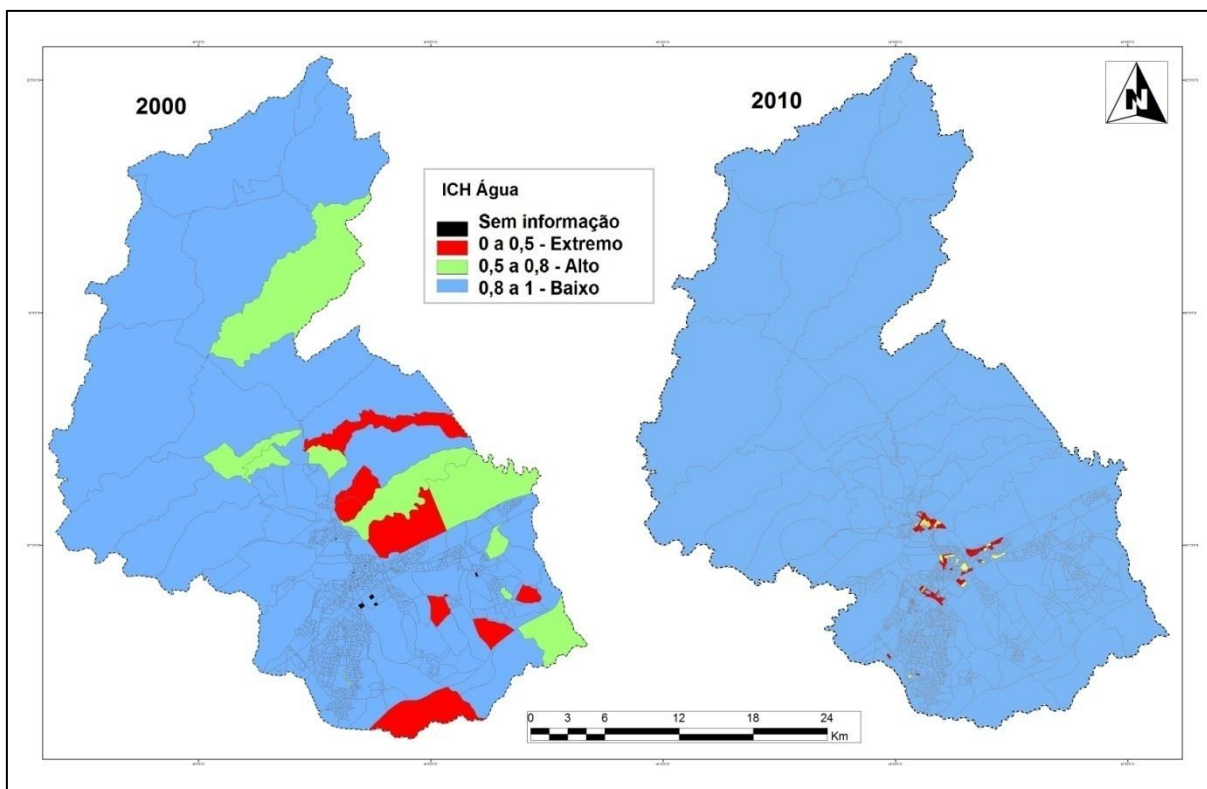 2000
2010
N
ICH Água
Sem informação
0 a 0,5 - Extremo
0,5 a 0,8 - Alto
0,8 a 1 - Baixo
0 3 6 12 18 24
Km